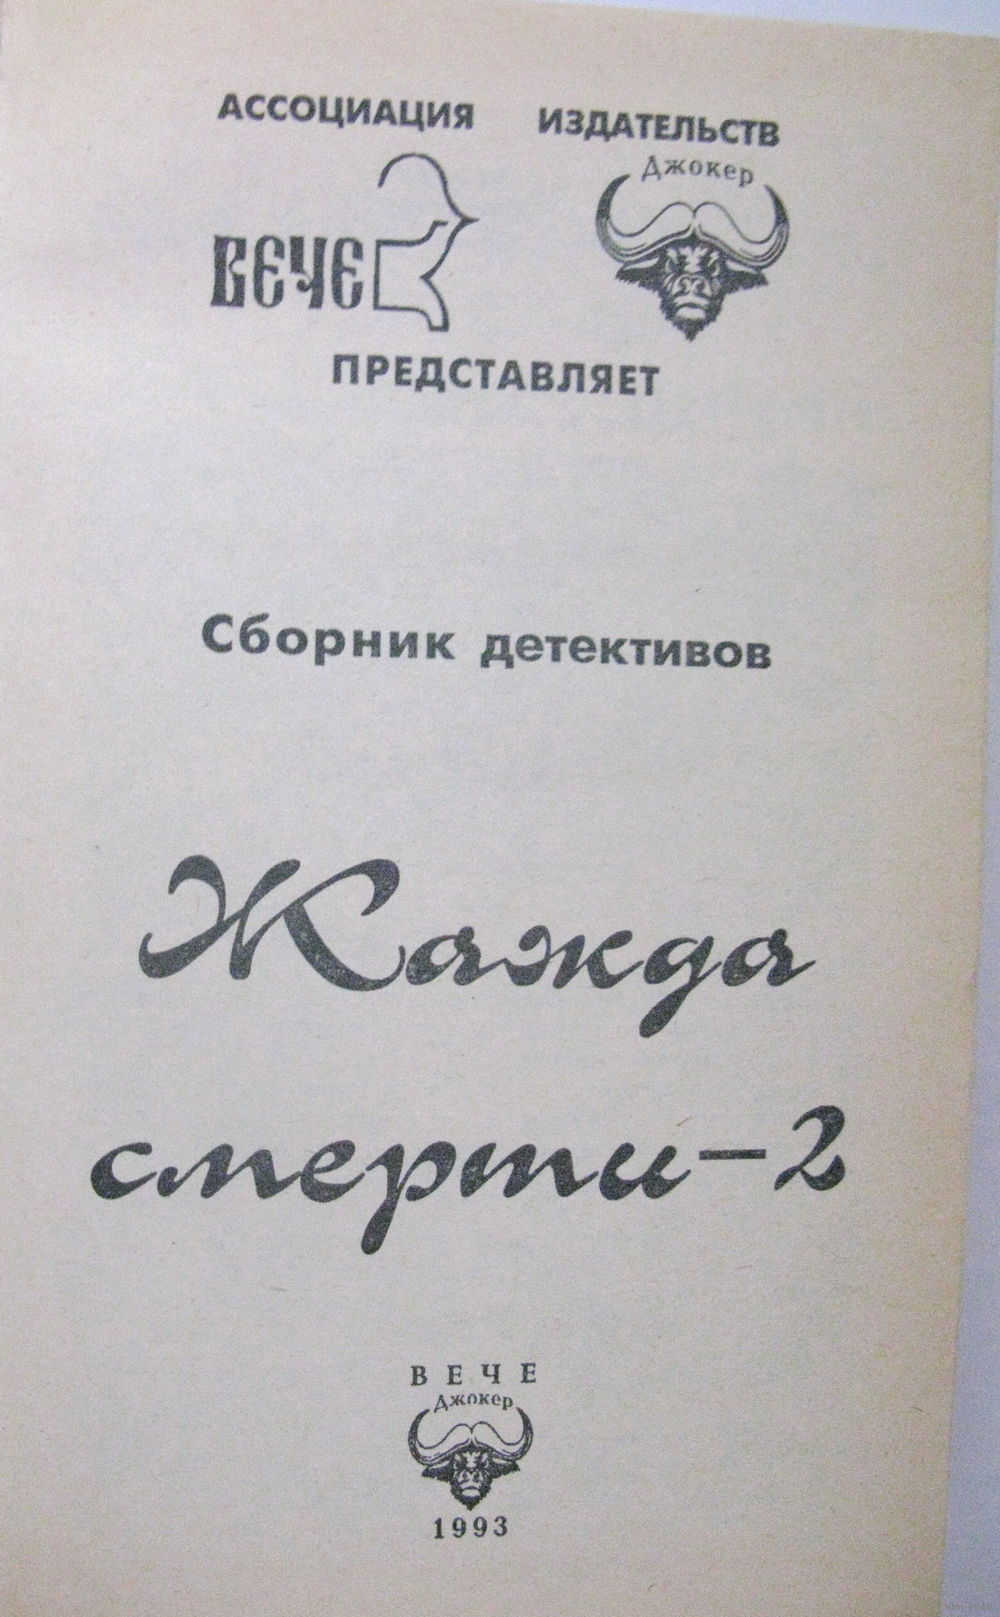 АССОЦИАЦИЯ ИЗДАТЕЛЬСТВ
Джокер
ВЕЧЕ
ПРЕДСТАВЛЯЕТ
Сборник детективов
Жажда
смерти-2
ВЕЧЕ
Джокер
1993